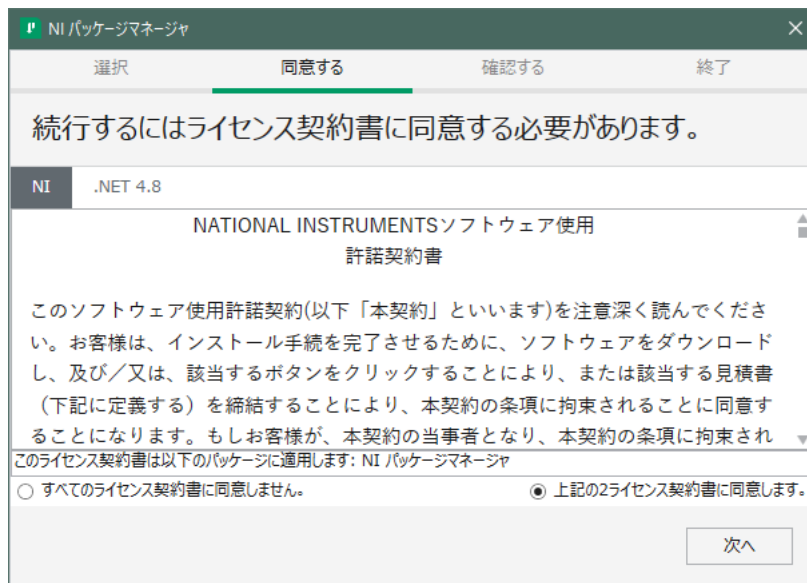 NI パッケージマネージャ
選択 同意する 確認する 終了
続行するにはライセンス契約書に同意する必要があります。
NI .NET 4.8
NATIONAL INSTRUMENTSソフトウェア使用
許諾契約書
このソフトウェア使用許諾契約(以下「本契約」といいます)を注意深く読んでくださ
い。お客様は、インストール手続を完了させるために、ソフトウェアをダウンロード
し、及び／又は、該当するボタンをクリックすることにより、または該当する見積書
（下記に定義する）を締結することにより、本契約の条項に拘束されることに同意す
ることになります。もしお客様が、本契約の当事者となり、本契約の条項に拘束され
このライセンス契約書は以下のパッケージに適用します: NI パッケージマネージャ
すべてのライセンス契約書に同意しません。 上記の2ライセンス契約書に同意します。
次へ